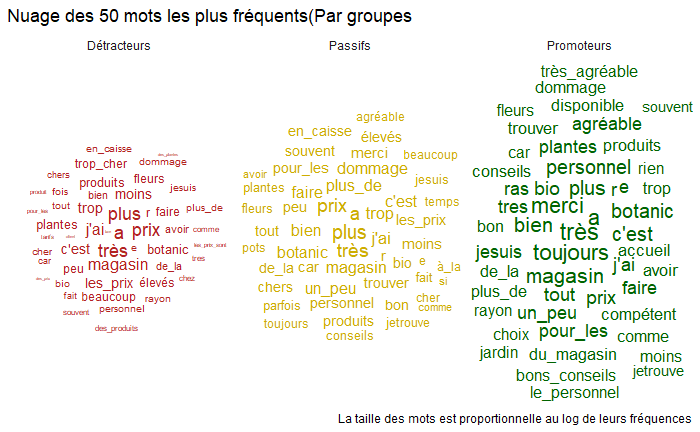 Nuage des 50 mots les plus fréquents(Par groupes
Détracteurs
en_caisse
trop_cher dommage
chers produits fleurs
fois bien moins jesuis
tout trop plus r faire plus_de
plantes j'ai a prix avoir comme
cher c'est très e botanic les_prix_sont
car peu magasin de_la tres
bio les_prix élevés chez
fait beaucoup rayon
souvent personnel
des_produits
Passifs
agréable
en_caisse élevés
souvent merci beaucoup
avoir pour_les dommage
plantes faire plus_de jesuis
fleurs peu prix a trop c'est temps
les_prix
tout bien plus j'ai
pots botanic très r moins
de_la car magasin bio e à_la
chers un_peu trouver fait si
parfois personnel bon cher
comme
toujours produits jetrouve
conseils
Promoteurs
très_agréable
dommage
fleurs disponible souvent
trouver agréable
car plantes produits
conseils personnel rien
ras bio plus r e trop
tres merci a botanic
bon bien très c'est
jesuis toujours accueil
de_la magasin j'ai avoir
plus_de tout prix faire
rayon un_peu compétent
choix pour_les comme
jardin du_magasin moins
bons_conseils jetrouve
le_personnel
La taille des mots est proportionnelle au log de leurs fréquences